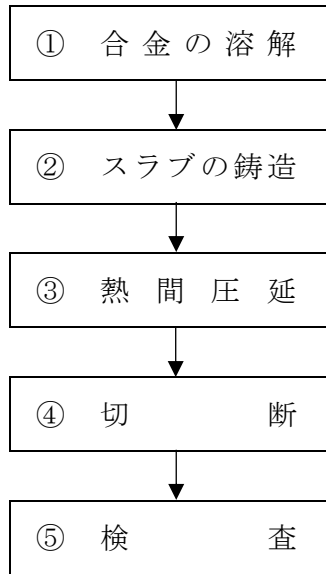 ① 合金の溶解
② スラブの鋳造
③ 熱間圧延
④ 切断
⑤ 検査